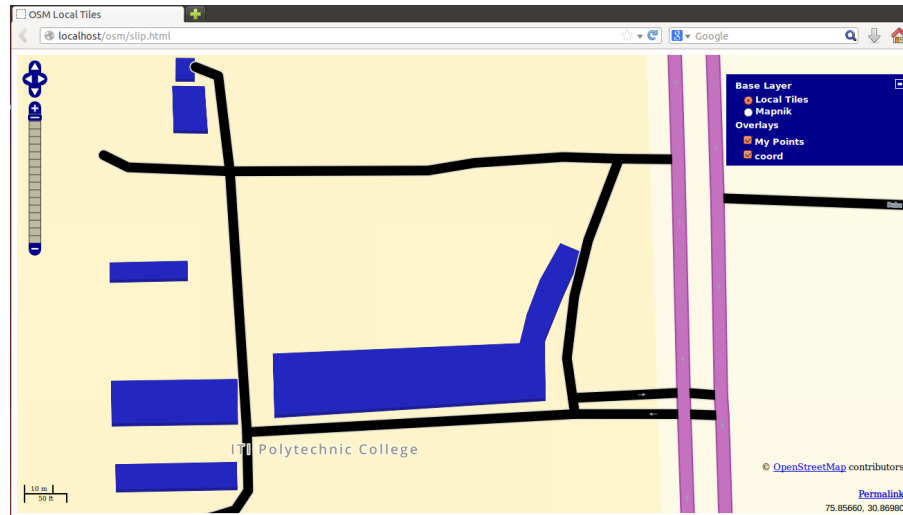 OSM Local Tiles
localhost/osm/slip.html
Google
Base Layer
Local Tiles
Mapnik
Overlays
My Points
coord
ITI Polytechnic College
10 m
50 ft
© OpenStreetMap contributors
Permalink
75.85660, 30.86980